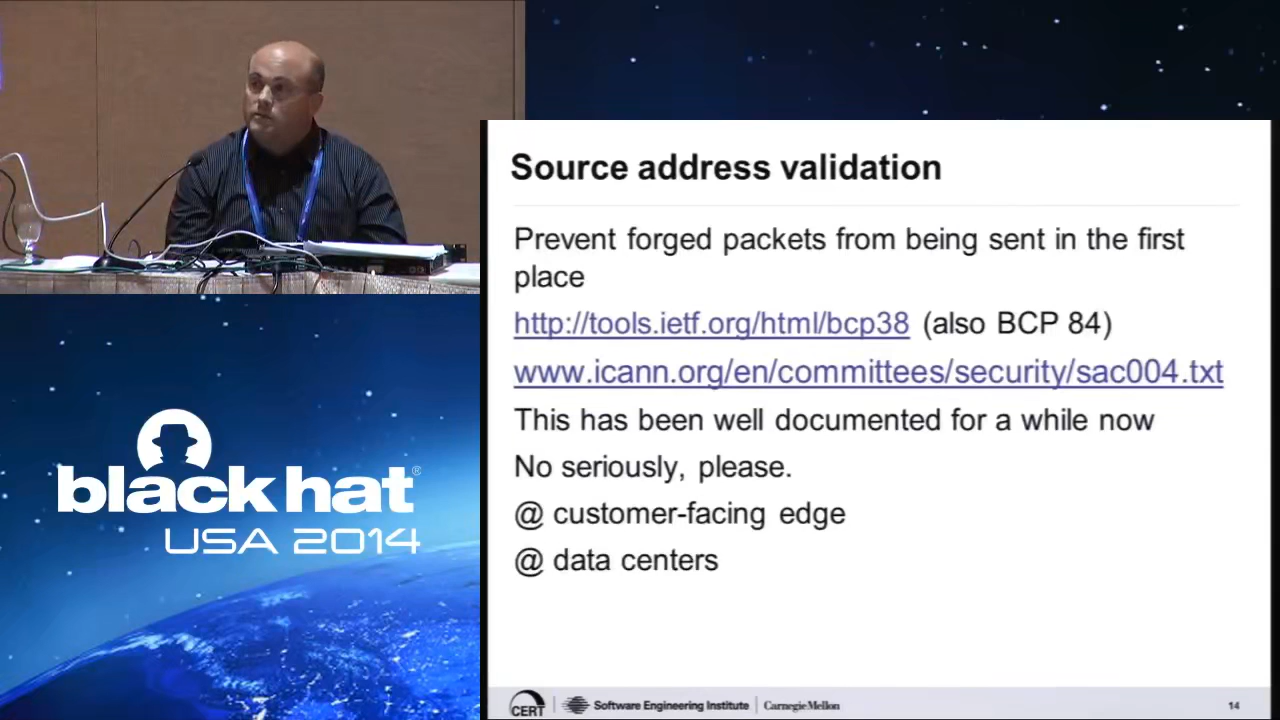 Source address validation
Prevent forged packets from being sent in the first
place
http://tools.ietf.org/html/bcp38 (also BCP 84)
www.icann.org/en/committees/security/sac004.txt
This has been well documented for a while now
No seriously, please.
@ customer-facing edge
@ data centers
black hat®
USA 2014
CERT | Software Engineering Institute | CarnegieMellon
14